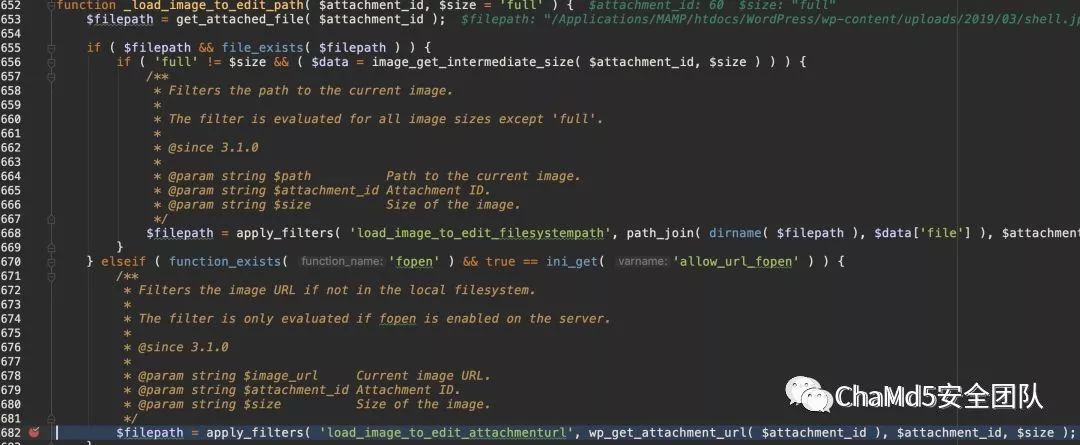 652 function _load_image_to_edit_path( $attachment_id, $size = 'full' ) { $attachment_id: 60 $size: "full"
653 $filepath = get_attached_file( $attachment_id ); $filepath: "/Applications/MAMP/htdocs/WordPress/wp-content/uploads/2019/03/shell.jp
654
655 if ( $filepath && file_exists( $filepath ) ) {
656 if ( 'full' != $size && ( $data = image_get_intermediate_size( $attachment_id, $size ) ) ) {
657 /**
658 * Filters the path to the current image.
659 *
660 * The filter is evaluated for all image sizes except 'full'.
661 *
662 * @since 3.1.0
663 *
664 * @param string $path Path to the current image.
665 * @param string $attachment_id Attachment ID.
666 * @param string $size Size of the image.
667 */
668 $filepath = apply_filters( 'load_image_to_edit_filesystempath', path_join( dirname( $filepath ), $data['file'] ), $attachment
669 }
670 } elseif ( function_exists( function_name: 'fopen' ) && true == ini_get( varname: 'allow_url_fopen' ) ) {
671 /**
672 * Filters the image URL if not in the local filesystem.
673 *
674 * The filter is only evaluated if fopen is enabled on the server.
675 *
676 * @since 3.1.0
677 *
678 * @param string $image_url Current image URL.
679 * @param string $attachment_id Attachment ID.
680 * @param string $size Size of the image.
681 */
682 $filepath = apply_filters( 'load_image_to_edit_attachmenturl', wp_get_attachment_url( $attachment_id ), $attachment_id, $size );
ChaMd5安全团队